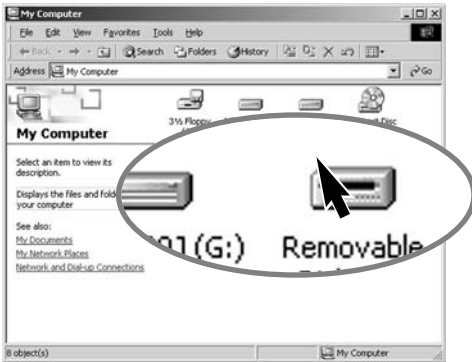 My Computer
File Edit View Favorites Tools Help
Back Search Folders History
Address My Computer Go
3½ Floppy
Disc
My Computer
Select an item to view its
description.
Displays the files and
your computer
See also:
My Documents
My Network Places
Network and Dial-up Connections
(G:) Removable
8 object(s) My Computer